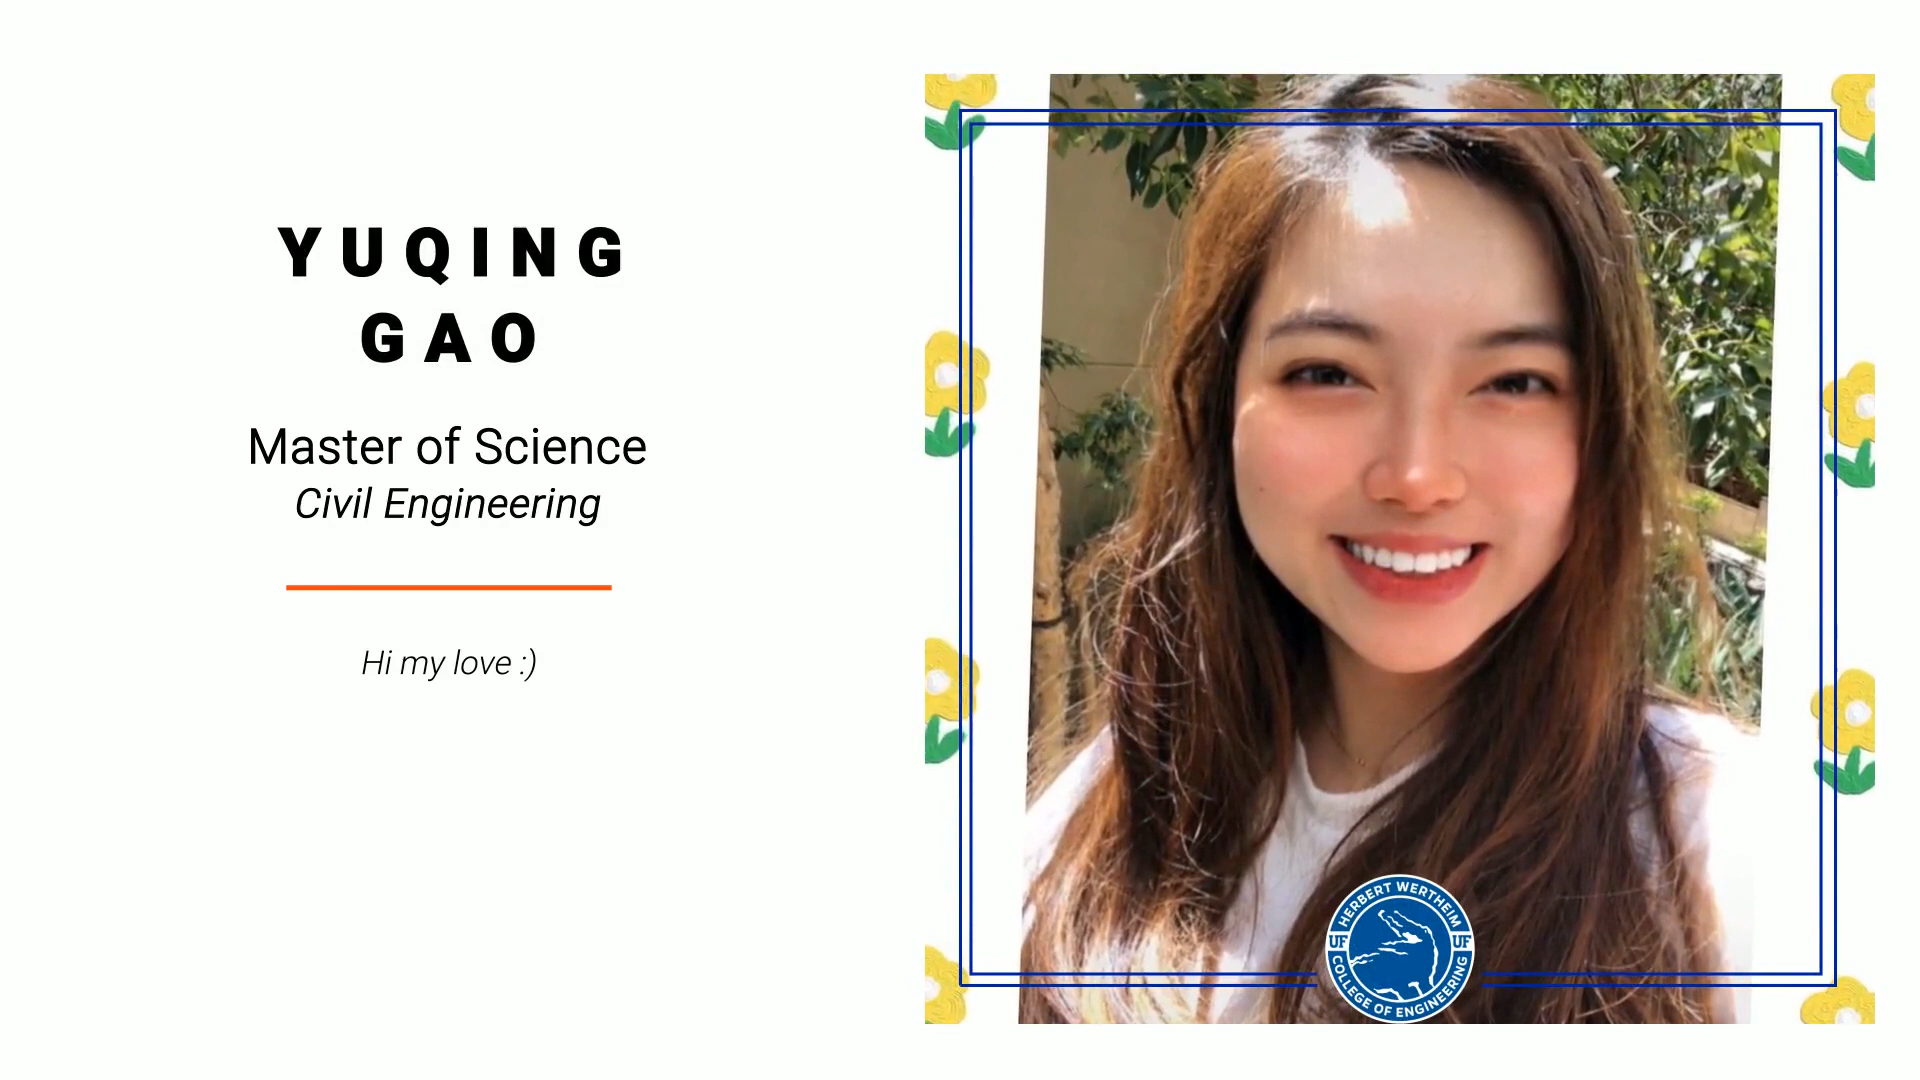 YUQING
GAO
Master of Science
Civil Engineering
Hi my love :)
HERBERT WERTHEIM
UF UF
COLLEGE OF ENGINEERING